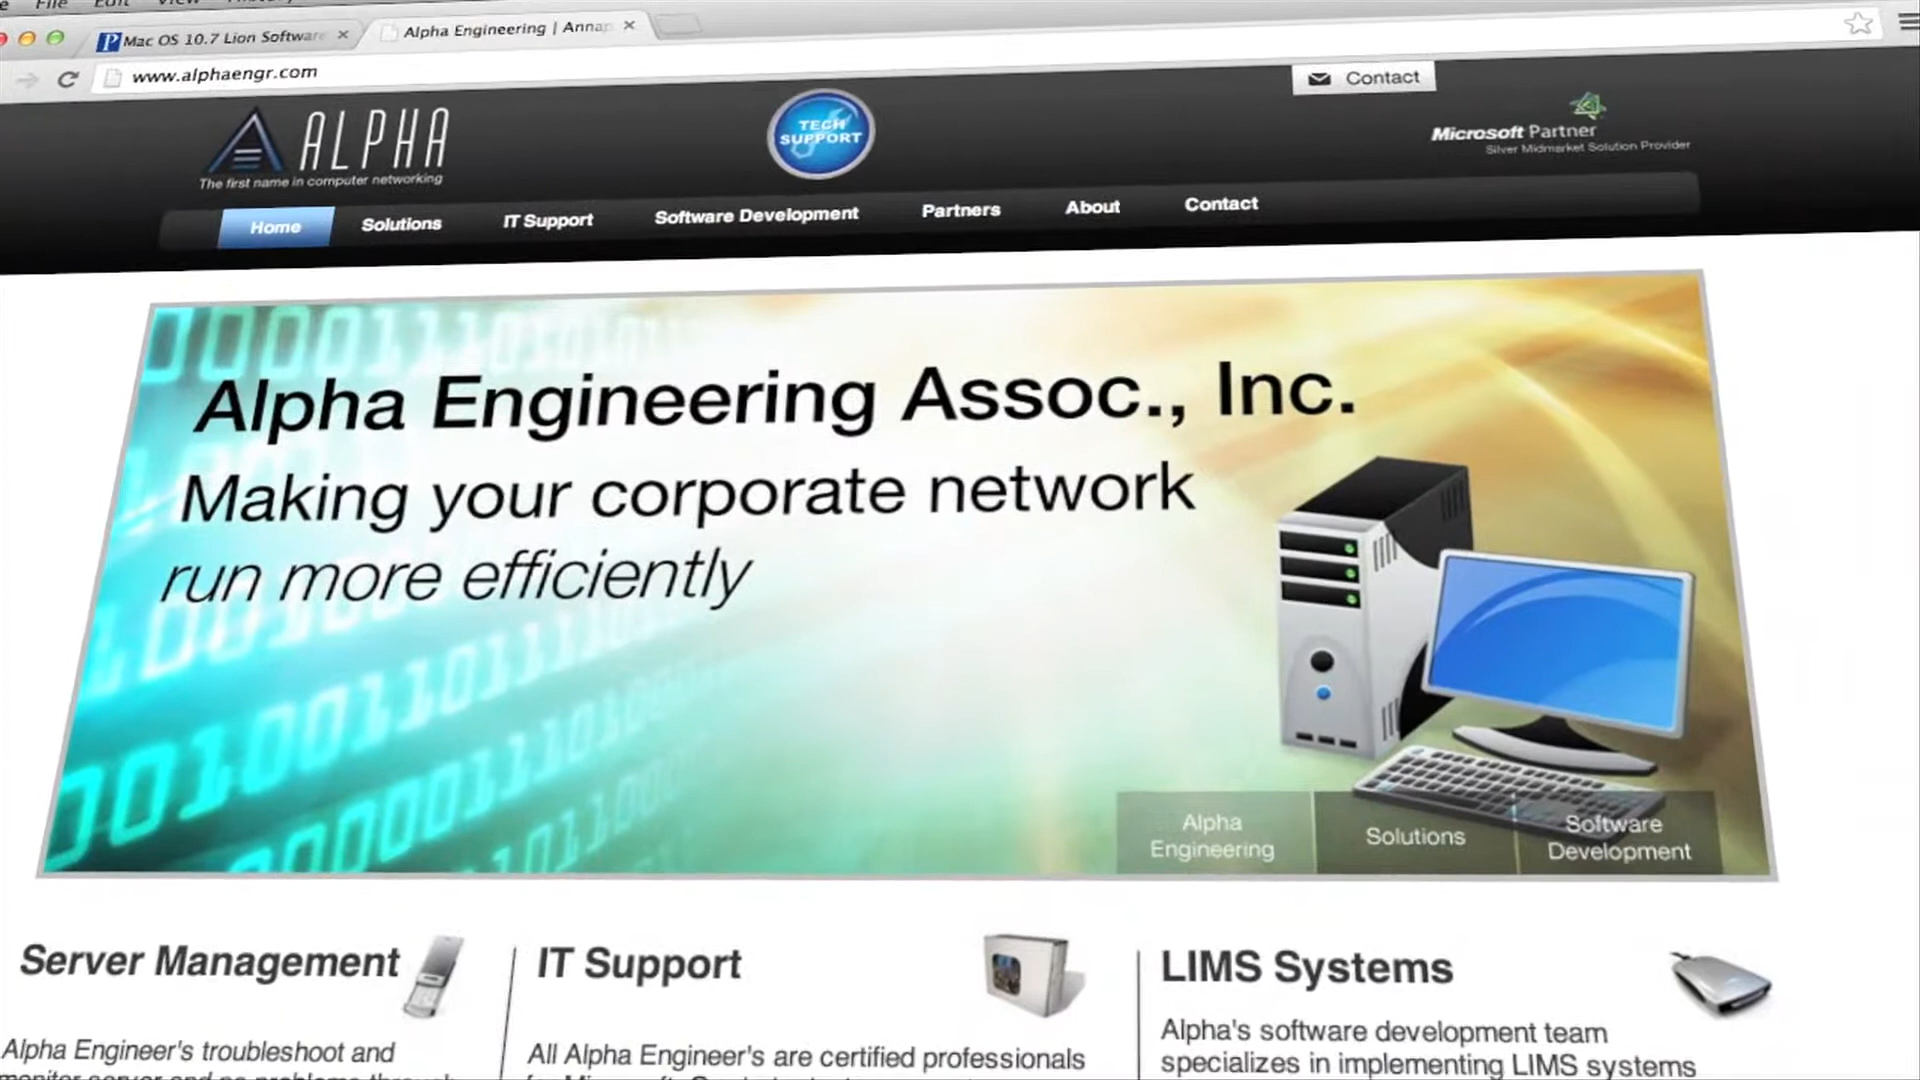 File Edit View
Mac OS 10.7 Lion Software
Alpha Engineering | Annap
www.alphaengr.com
Contact
ALPHA
The first name in computer networking
TECH
SUPPORT
Microsoft Partner
Silver Midmarket Solution Provider
Home Solutions IT Support Software Development Partners About Contact
Alpha Engineering Assoc., Inc.
Making your corporate network
run more efficiently
Alpha
Engineering
Solutions
Software
Development
Server Management
Alpha Engineer's troubleshoot and
IT Support
All Alpha Engineer's are certified professionals
LIMS Systems
Alpha's software development team
specializes in implementing LIMS systems